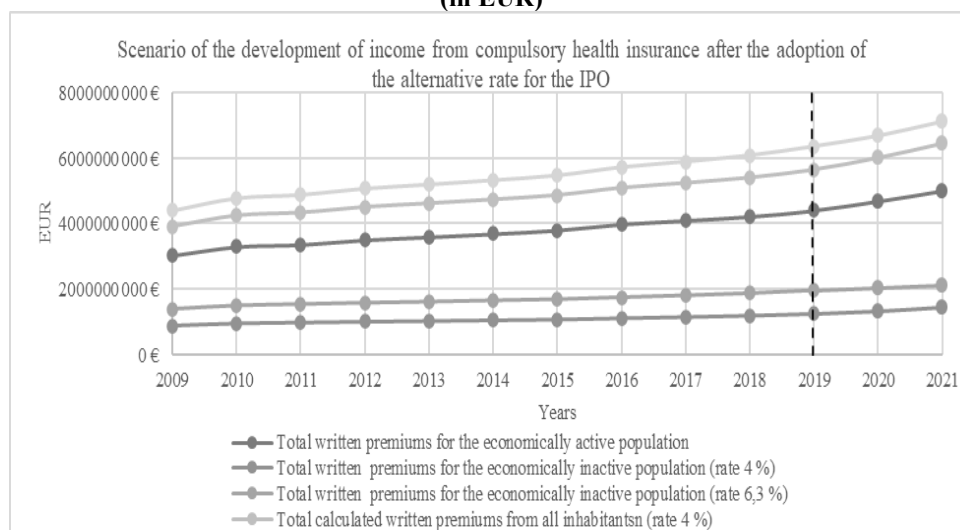 (in EUR)
Scenario of the development of income from compulsory health insurance after the adoption of
the alternative rate for the IPO
8000000000 €
6000000000 €
4000000000 €
2000000000 €
0 €
EUR
2009 2010 2011 2012 2013 2014 2015 2016 2017 2018 2019 2020 2021
Years
Total written premiums for the economically active population
Total written premiums for the economically inactive population (rate 4 %)
Total written premiums for the economically inactive population (rate 6,3 %)
Total calculated written premiums from all inhabitantsn (rate 4 %)